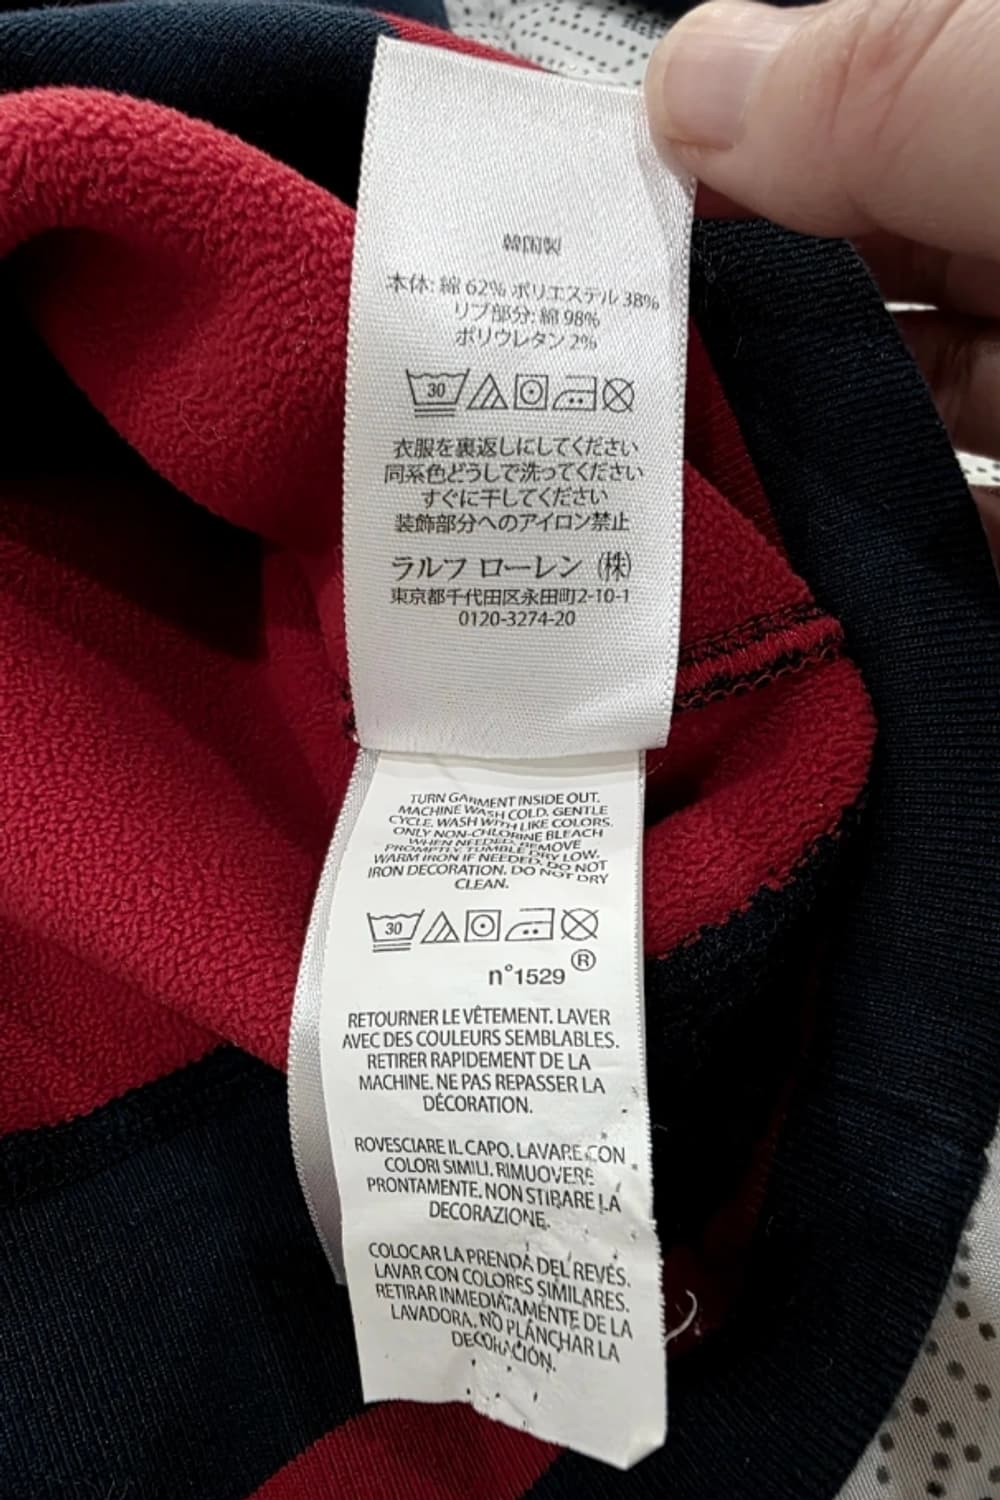 韓国製
本体: 綿 62% ポリエステル 38%
リブ部分: 綿 98%
ポリウレタン 2%
30
衣服を裏返しにしてください
同系色どうしで洗ってください
すぐに干してください
装飾部分へのアイロン禁止
ラルフ ローレン (株)
東京都千代田区永田町2-10-1
0120-3274-20
TURN GARMENT INSIDE OUT.
MACHINE WASH COLD. GENTLE
CYCLE. WASH WITH LIKE COLORS.
ONLY NON-CHLORINE BLEACH
WHEN NEEDED. REMOVE
PROMPTLY. TUMBLE DRY LOW.
WARM IRON IF NEEDED. DO NOT
IRON DECORATION. DO NOT DRY
CLEAN.
30
n°1529 ®
RETOURNER LE VÊTEMENT. LAVER
AVEC DES COULEURS SEMBLABLES.
RETIRER RAPIDEMENT DE LA
MACHINE. NE PAS REPASSER LA
DÉCORATION.
ROVESCIARE IL CAPO. LAVARE CON
COLORI SIMILI. RIMUOVERE
PRONTAMENTE. NON STIRARE LA
DECORAZIONE.
COLOCAR LA PRENDA DEL REVÉS.
LAVAR CON COLORES SIMILARES.
RETIRAR INMEDIATAMENTE DE LA
LAVADORA. NO PLANCHAR LA
DECORACIÓN.